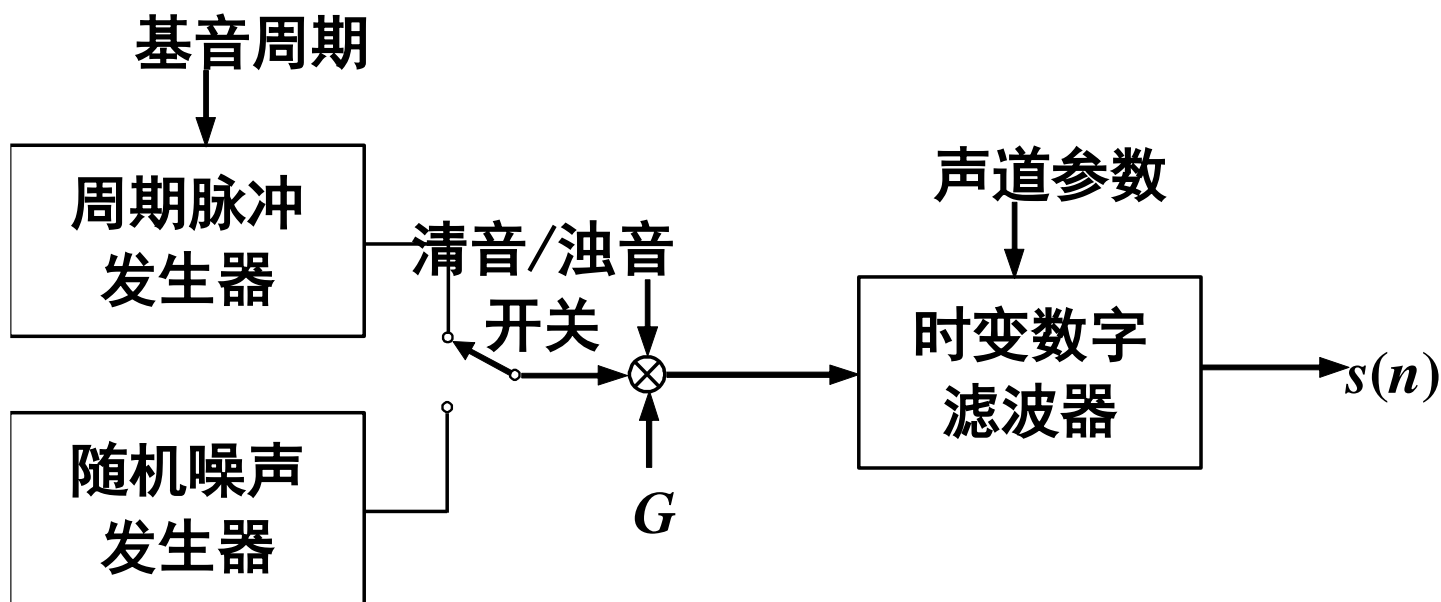 基音周期
周期脉冲
发生器
清音/浊音
开关
声道参数
时变数字
滤波器
s(n)
随机噪声
发生器
G